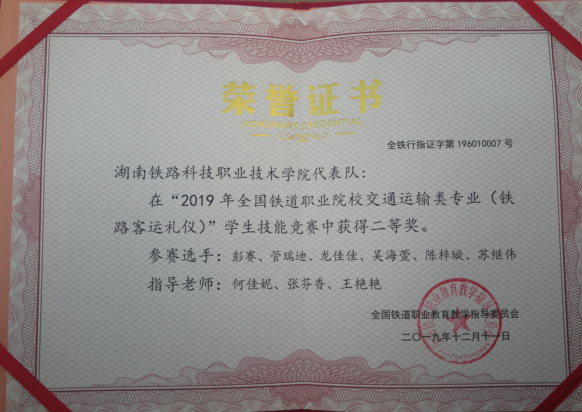 荣誉证书
HONORARY CREDENTIAL
全铁行指证字第 196010007 号
湖南铁路科技职业技术学院代表队：
在“2019 年全国铁道职业院校交通运输类专业（铁
路客运礼仪）”学生技能竞赛中获得二等奖。
参赛选手：彭赛、管瑞迪、龙佳佳、吴海萱、陈梓璇、苏继伟
指导老师：何佳妮、张芬香、王艳艳
全国铁道职业教育教学指导委员会
二〇一九年十二月十一日